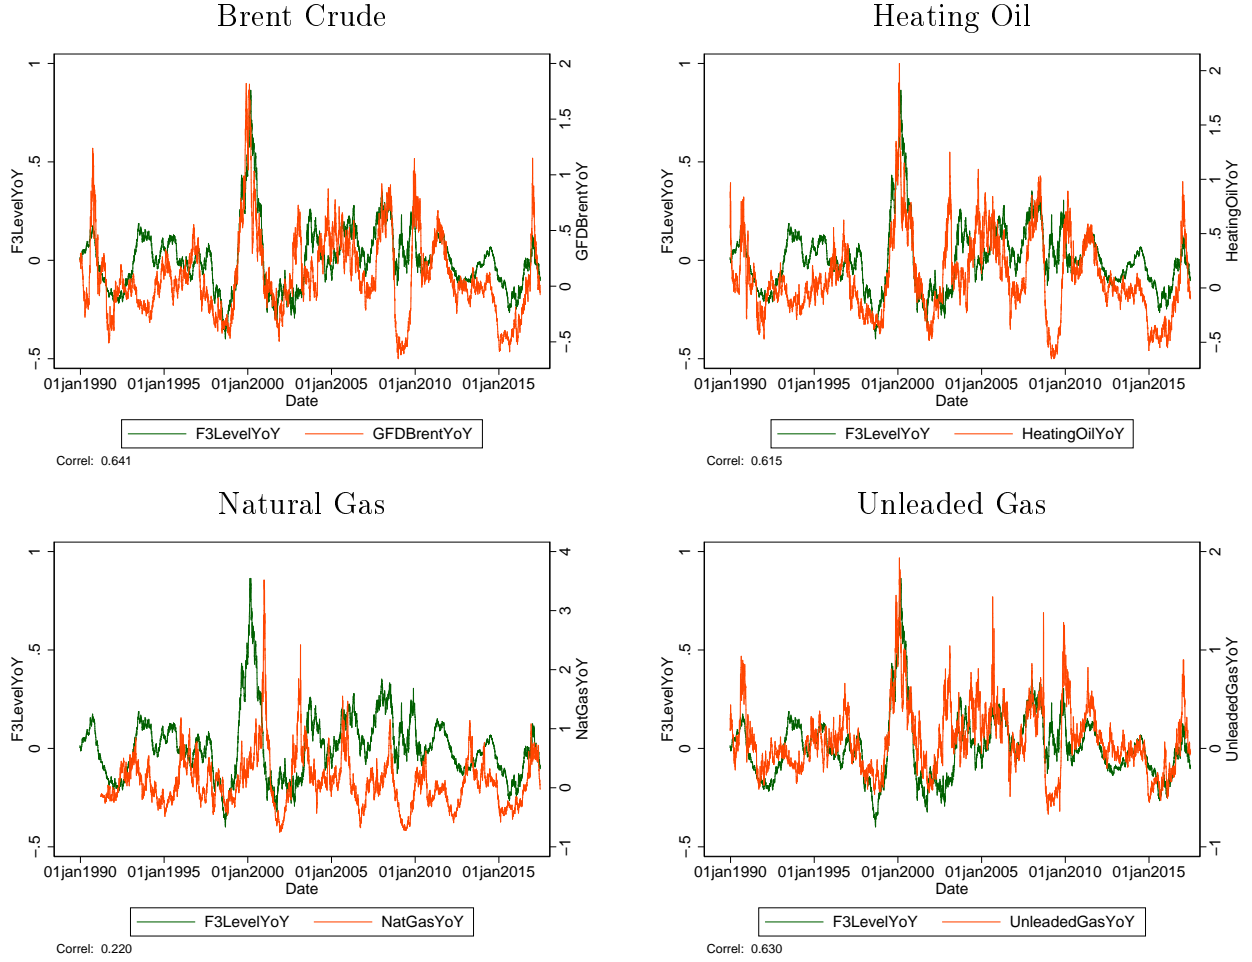 Brent Crude
F3LevelYoY
1
.5
0
-.5
2
1.5
1
.5
0
-.5
GFDBrentYoY
01jan1990 01jan1995 01jan2000 01jan2005 01jan2010 01jan2015
Date
F3LevelYoY GFDBrentYoY
Correl: 0.641
Heating Oil
F3LevelYoY
1
.5
0
-.5
2
1.5
1
.5
0
-.5
HeatingOilYoY
01jan1990 01jan1995 01jan2000 01jan2005 01jan2010 01jan2015
Date
F3LevelYoY HeatingOilYoY
Correl: 0.615
Natural Gas
F3LevelYoY
1
.5
0
-.5
4
3
2
1
0
-1
NatGasYoY
01jan1990 01jan1995 01jan2000 01jan2005 01jan2010 01jan2015
Date
F3LevelYoY NatGasYoY
Correl: 0.220
Unleaded Gas
F3LevelYoY
1
.5
0
-.5
2
1
0
-1
UnleadedGasYoY
01jan1990 01jan1995 01jan2000 01jan2005 01jan2010 01jan2015
Date
F3LevelYoY UnleadedGasYoY
Correl: 0.630